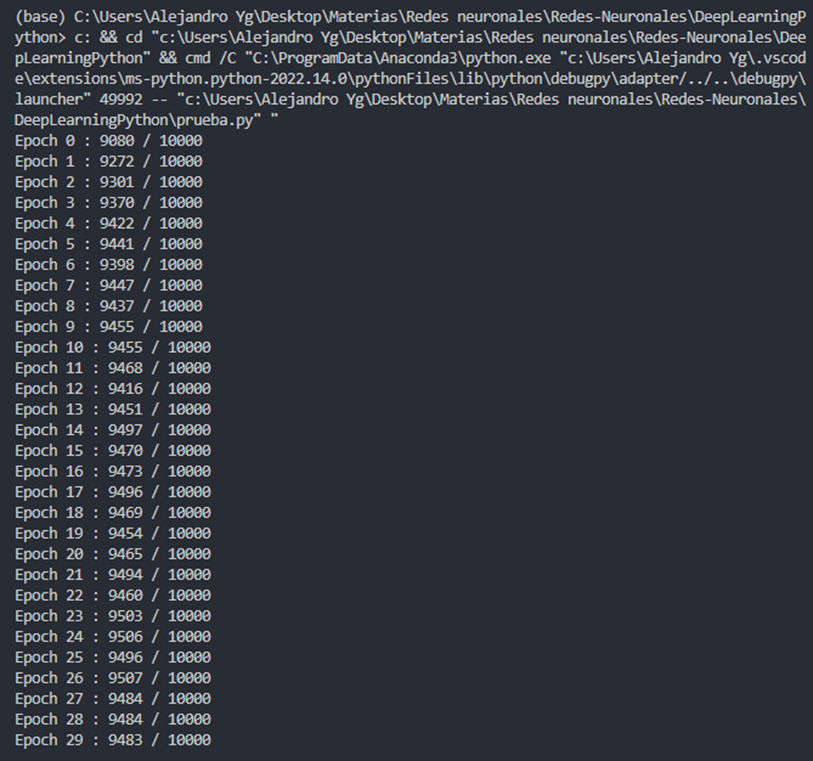 (base) C:\Users\Alejandro Yg\Desktop\Materias\Redes neuronales\Redes-Neuronales\DeepLearningP
ython> c: && cd "c:\Users\Alejandro Yg\Desktop\Materias\Redes neuronales\Redes-Neuronales\Dee
pLearningPython" && cmd /C "C:\ProgramData\Anaconda3\python.exe "c:\Users\Alejandro Yg\.vscod
e\extensions\ms-python.python-2022.14.0\pythonFiles\lib\python\debugpy\adapter/../..\debugpy\
launcher" 49992 -- "c:\Users\Alejandro Yg\Desktop\Materias\Redes neuronales\Redes-Neuronales\
DeepLearningPython\prueba.py" "
Epoch 0 : 9080 / 10000
Epoch 1 : 9272 / 10000
Epoch 2 : 9301 / 10000
Epoch 3 : 9370 / 10000
Epoch 4 : 9422 / 10000
Epoch 5 : 9441 / 10000
Epoch 6 : 9398 / 10000
Epoch 7 : 9447 / 10000
Epoch 8 : 9437 / 10000
Epoch 9 : 9455 / 10000
Epoch 10 : 9455 / 10000
Epoch 11 : 9468 / 10000
Epoch 12 : 9416 / 10000
Epoch 13 : 9451 / 10000
Epoch 14 : 9497 / 10000
Epoch 15 : 9470 / 10000
Epoch 16 : 9473 / 10000
Epoch 17 : 9496 / 10000
Epoch 18 : 9469 / 10000
Epoch 19 : 9454 / 10000
Epoch 20 : 9465 / 10000
Epoch 21 : 9494 / 10000
Epoch 22 : 9460 / 10000
Epoch 23 : 9503 / 10000
Epoch 24 : 9506 / 10000
Epoch 25 : 9496 / 10000
Epoch 26 : 9507 / 10000
Epoch 27 : 9484 / 10000
Epoch 28 : 9484 / 10000
Epoch 29 : 9483 / 10000